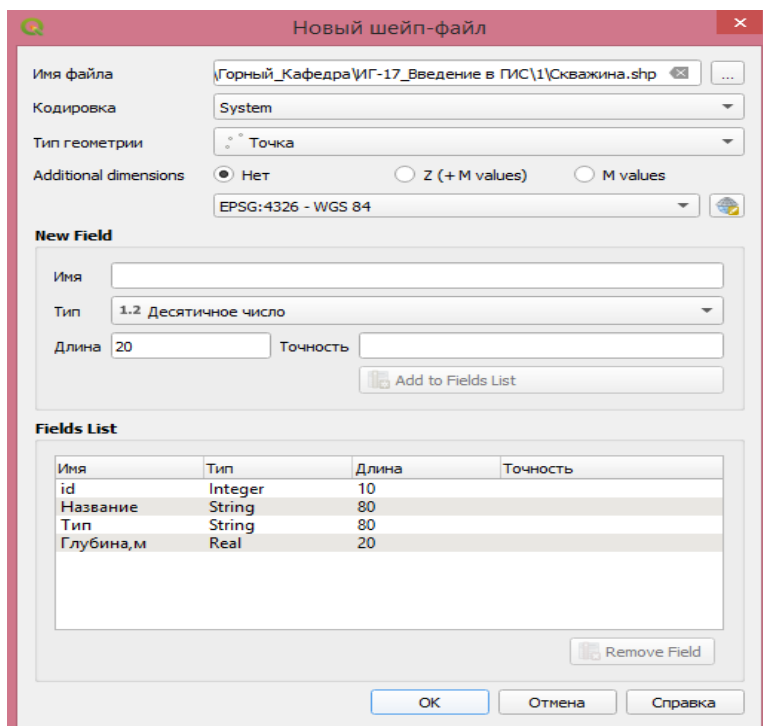 Новый шейп-файл
Имя файла \Горный_Кафедра\ИГ-17_Введение в ГИС\1\Скважина.shp ...
Кодировка System
Тип геометрии Точка
Additional dimensions Нет Z (+ M values) M values
EPSG:4326 - WGS 84
New Field
Имя
Тип 1.2 Десятичное число
Длина 20 Точность
Add to Fields List
Fields List
Имя Тип Длина Точность
id Integer 10
Название String 80
Тип String 80
Глубина,м Real 20
Remove Field
OK Отмена Справка